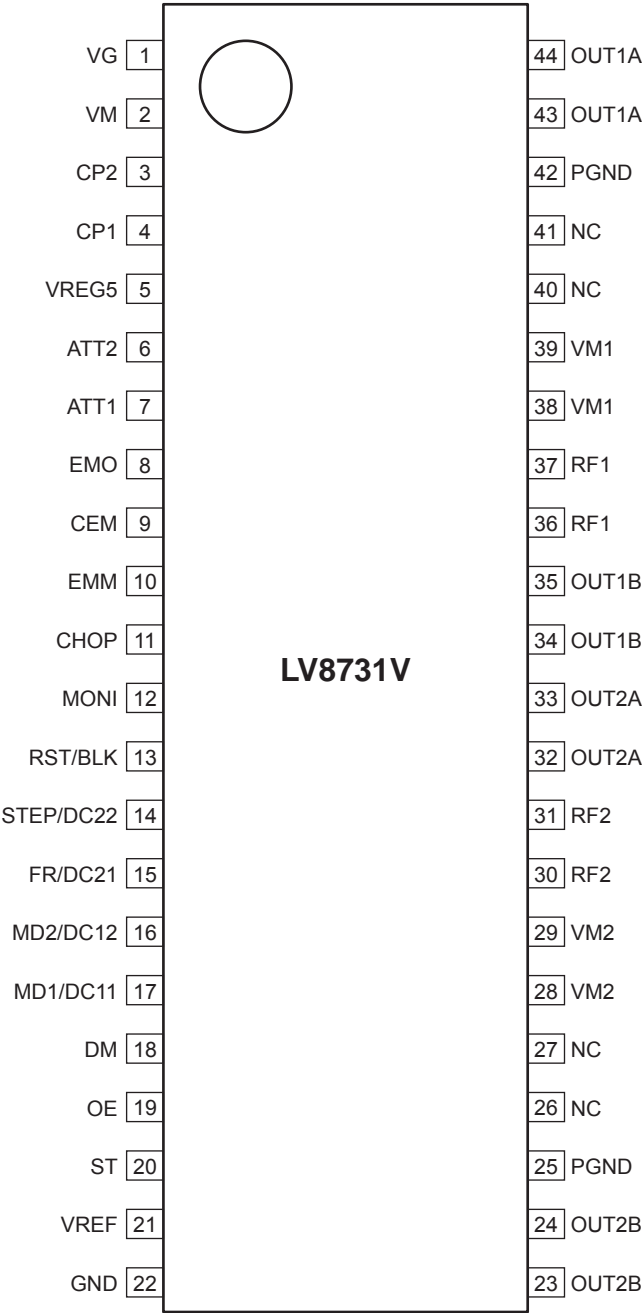 VG 1 44 OUT1A
VM 2 43 OUT1A
CP2 3 42 PGND
CP1 4 41 NC
VREG5 5 40 NC
ATT2 6 39 VM1
ATT1 7 38 VM1
EMO 8 37 RF1
CEM 9 36 RF1
EMM 10 35 OUT1B
CHOP 11 34 OUT1B
LV8731V
MONI 12 33 OUT2A
RST/BLK 13 32 OUT2A
STEP/DC22 14 31 RF2
FR/DC21 15 30 RF2
MD2/DC12 16 29 VM2
MD1/DC11 17 28 VM2
DM 18 27 NC
OE 19 26 NC
ST 20 25 PGND
VREF 21 24 OUT2B
GND 22 23 OUT2B